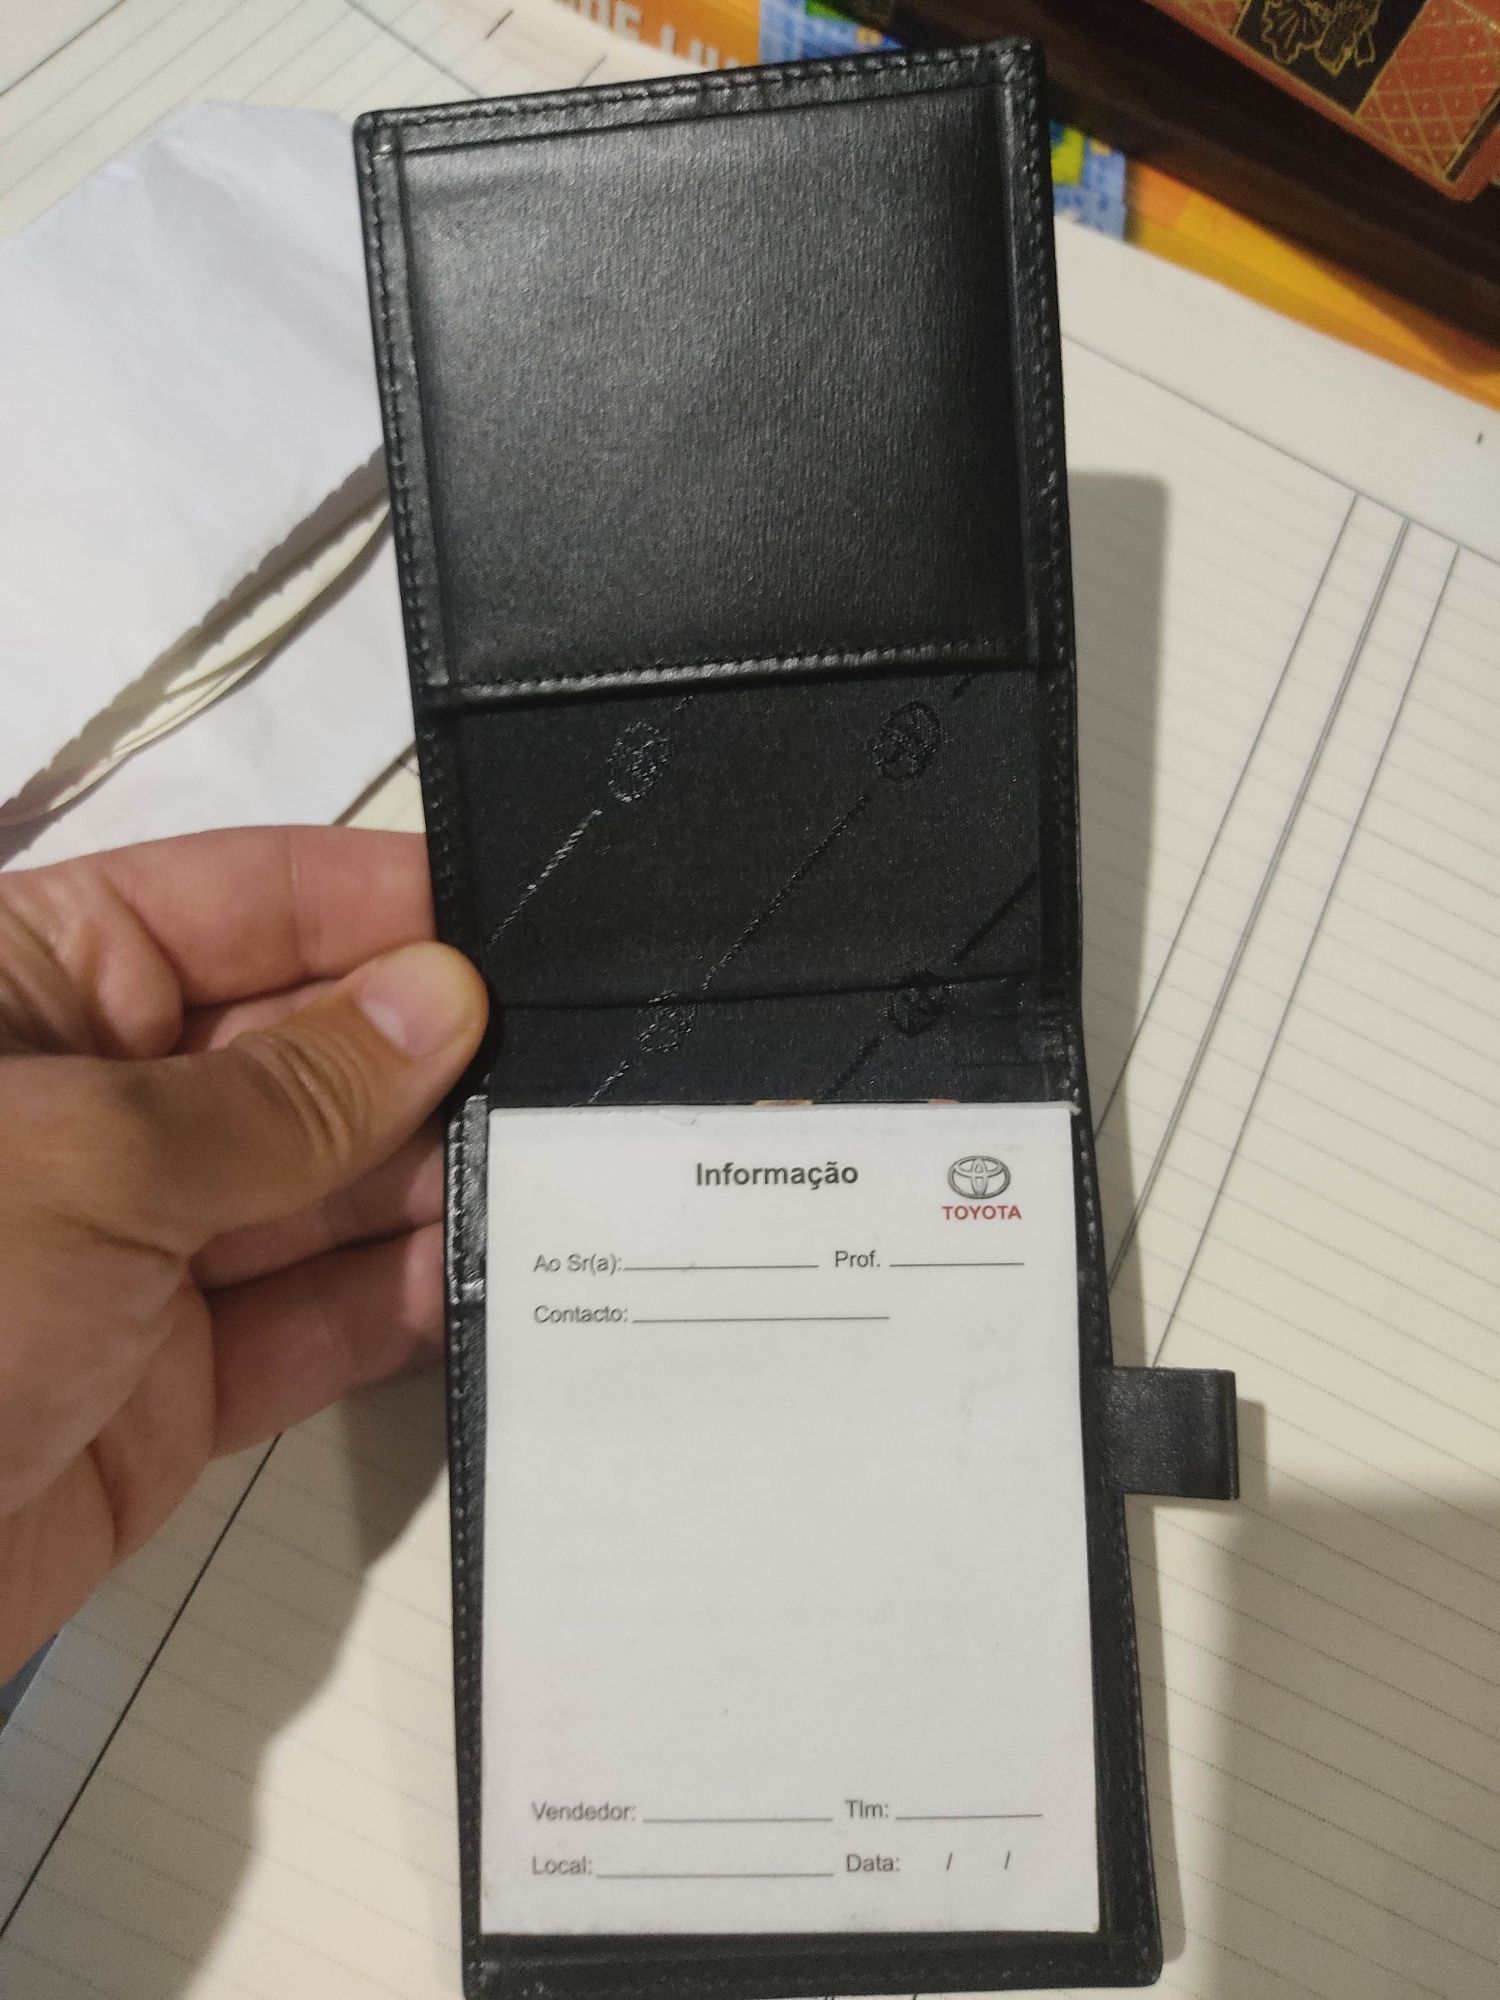 Informação
TOYOTA
Ao Sr(a): Prof.
Contacto:
Vendedor: Tlm:
Local: Data: / /